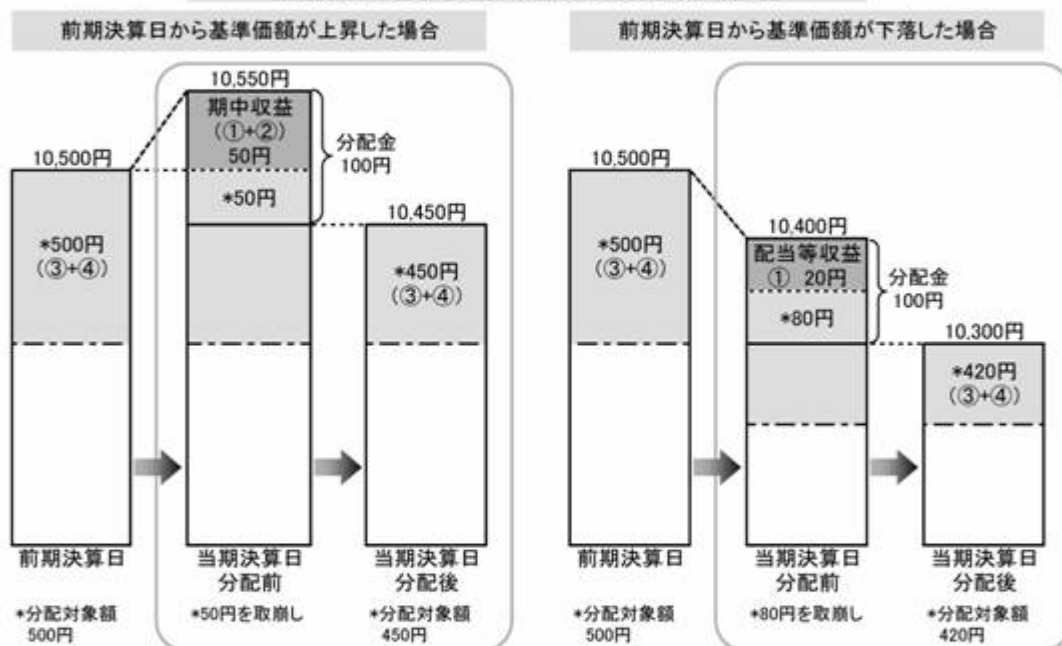 前期決算日から基準価額が上昇した場合
10,550円
期中収益
(①+②)
50円
*50円
分配金
100円
10,500円
*500円
(③+④)
10,450円
*450円
(③+④)
前期決算日
当期決算日
分配前
当期決算日
分配後
*分配対象額
500円
*50円を取崩し
*分配対象額
450円
前期決算日から基準価額が下落した場合
10,500円
*500円
(③+④)
10,400円
配当等収益
① 20円
*80円
分配金
100円
10,300円
*420円
(③+④)
前期決算日
当期決算日
分配前
当期決算日
分配後
*分配対象額
500円
*80円を取崩し
*分配対象額
420円